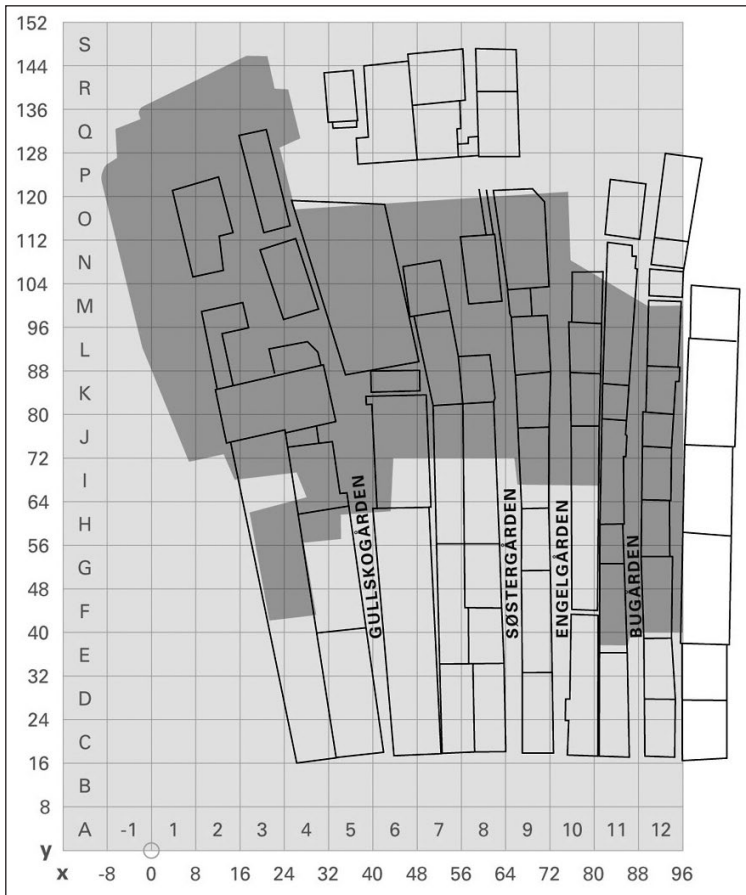 152
S
144
R
136
Q
128
P
120
O
112
N
104
M
96
L
88
K
80
J
72
I
64
H
56
G
48
F
40
E
32
D
24
C
16
B
8
A -1 1 2 3 4 5 6 7 8 9 10 11 12
y
x -8 0 8 16 24 32 40 48 56 64 72 80 88 96
GULLSKOGÅRDEN
SØSTERGÅRDEN
ENGELGÅRDEN
BUGÅRDEN